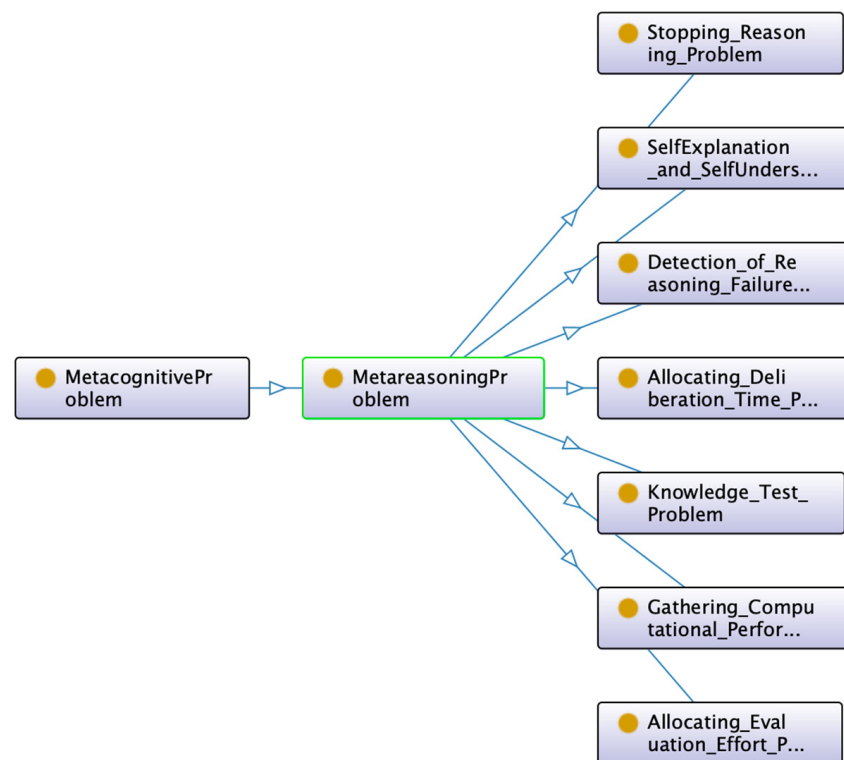 Stopping_Reason
ing_Problem
SelfExplanation
_and_SelfUnders...
Detection_of_Re
asoning_Failure...
MetacognitivePr
oblem
MetareasoningPr
oblem
Allocating_Deli
beration_Time_P...
Knowledge_Test_
Problem
Gathering_Compu
tational_Perfor...
Allocating_Eval
uation_Effort_P...